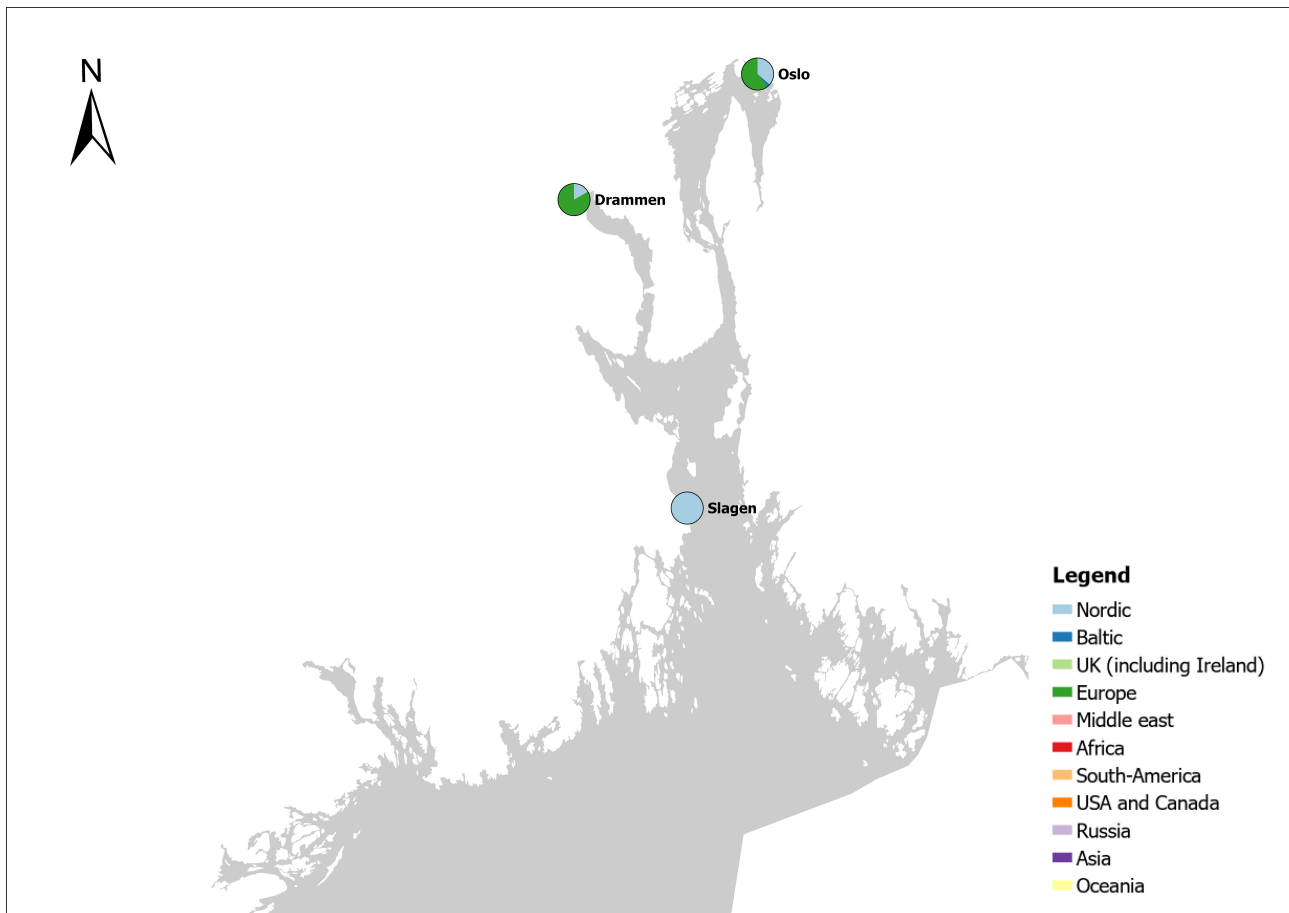 N
Oslo
Drammen
Slagen
Legend
Nordic
Baltic
UK (including Ireland)
Europe
Middle east
Africa
South-America
USA and Canada
Russia
Asia
Oceania